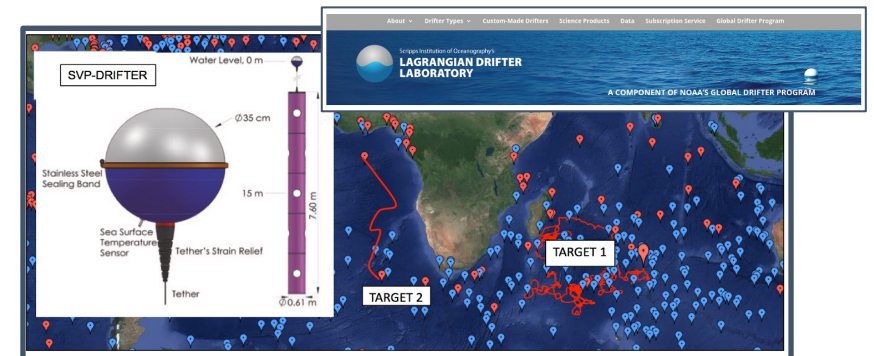 About Drifter Types Custom-Made Drifters Science Products Data Subscription Service Global Drifter Program
Scripps Institution of Oceanography's
LAGRANGIAN DRIFTER
LABORATORY
A COMPONENT OF NOAA'S GLOBAL DRIFTER PROGRAM
SVP-DRIFTER
Water Level, 0 m
Ø35 cm
Stainless Steel
Sealing Band
15 m
7.60 m
Sea Surface
Temperature
Sensor
Tether's Strain Relief
Tether
Ø0.61 m
TARGET 1
TARGET 2